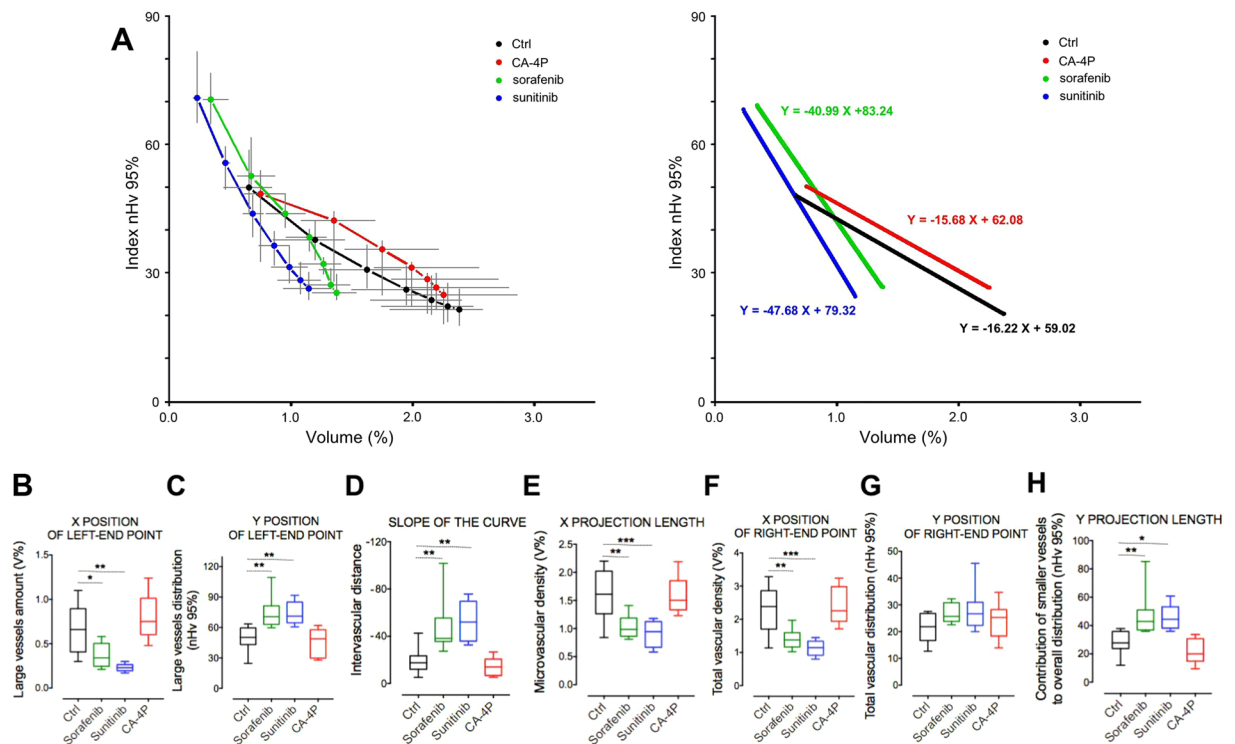 A
90
60
30
0
0.0
1.0
2.0
3.0
Index nHv 95%
Volume (%)
Ctrl
CA-4P
sorafenib
sunitinib
90
60
30
0
0.0
1.0
2.0
3.0
Index nHv 95%
Volume (%)
Ctrl
CA-4P
sorafenib
sunitinib
Y = -40.99 X +83.24
Y = -15.68 X + 62.08
Y = -47.68 X + 79.32
Y = -16.22 X + 59.02
B
X POSITION
OF LEFT-END POINT
Large vessels amount (V%)
1.5
1.0
0.5
0.0
**
*
Ctrl
Sorafenib
Sunitinib
CA-4P
C
Y POSITION
OF LEFT-END POINT
Large vessels distribution
(nHv 95%)
120
90
60
30
0
**
**
Ctrl
Sorafenib
Sunitinib
CA-4P
D
SLOPE OF THE CURVE
Intervascular distance
-120
-80
-40
0
**
**
Ctrl
Sorafenib
Sunitinib
CA-4P
E
X PROJECTION LENGTH
Microvascular density (V%)
2.5
2.0
1.5
1.0
0.5
0.0
***
**
Ctrl
Sorafenib
Sunitinib
CA-4P
F
X POSITION
OF RIGHT-END POINT
Total vascular density (V%)
4
3
2
1
0
***
**
Ctrl
Sorafenib
Sunitinib
CA-4P
G
Y POSITION
OF RIGHT-END POINT
Total vascular distribution (nHv 95%)
50
40
30
20
10
0
Ctrl
Sorafenib
Sunitinib
CA-4P
H
Y PROJECTION LENGTH
Contribution of smaller vessels
to overall distribution (nHv 95%)
100
80
60
40
20
0
*
**
Ctrl
Sorafenib
Sunitinib
CA-4P